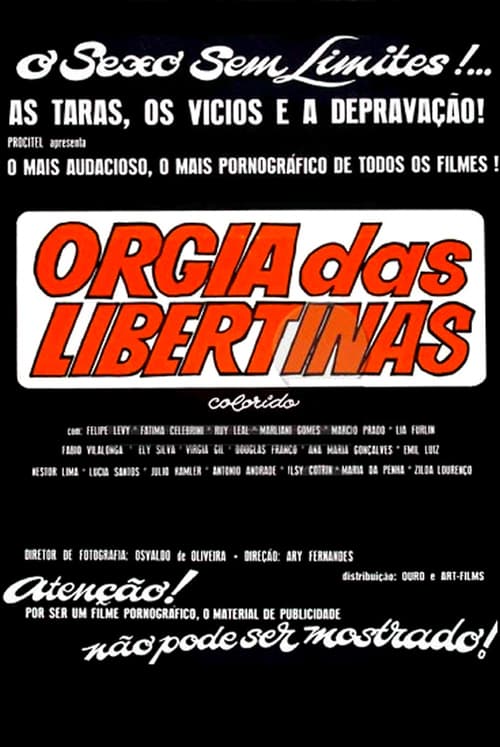 O Sexo Sem Limites!...
AS TARAS, OS VICIOS E A DEPRAVAÇÃO!
PROCITEL apresenta
O MAIS AUDACIOSO, O MAIS PORNOGRÁFICO DE TODOS OS FILMES !
ORGIA das
LIBERTINAS
colorido
com: FELIPE LEVY * FATIMA CELEBRINI * RUY LEAL * MARLIANI GOMES * MARCIO PRADO * LIA FURLIN
FABIO VILALONGA * ELY SILVA * VIRGIA GIL * DOUGLAS FRANCO * ANA MARIA GONÇALVES * EMIL LUIZ
NESTOR LIMA * LUCIA SANTOS * JULIO KAMLER * ANTONIO ANDRADE * ILSY COTRIN * MARIA DA PENHA * ZILDA LOURENÇO
DIRETOR DE FOTOGRAFIA: OSVALDO de OLIVEIRA - DIREÇÃO: ARY FERNANDES
distribuição: OURO e ART-FILMS
Atenção!
POR SER UM FILME PORNOGRÁFICO, O MATERIAL DE PUBLICIDADE
não pode ser mostrado!